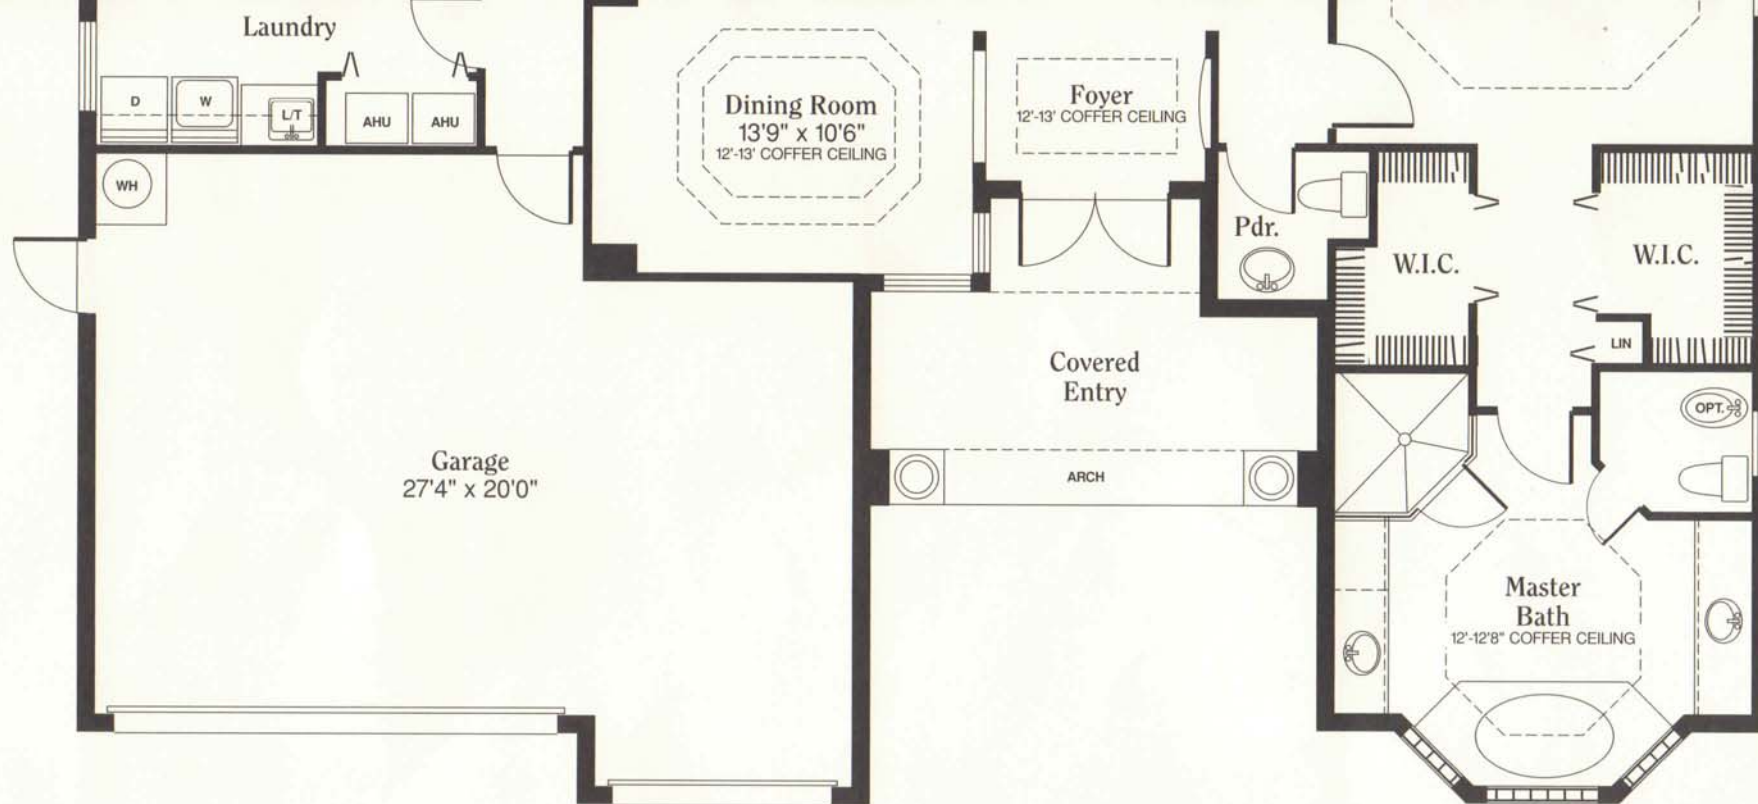 Laundry
D
W
L/T
AHU
AHU
WH
Dining Room
13'9" x 10'6"
12'-13' COFFER CEILING
Foyer
12'-13' COFFER CEILING
Pdr.
W.I.C.
W.I.C.
LIN
Covered
Entry
OPT.
ARCH
Garage
27'4" x 20'0"
Master
Bath
12'-12'8" COFFER CEILING